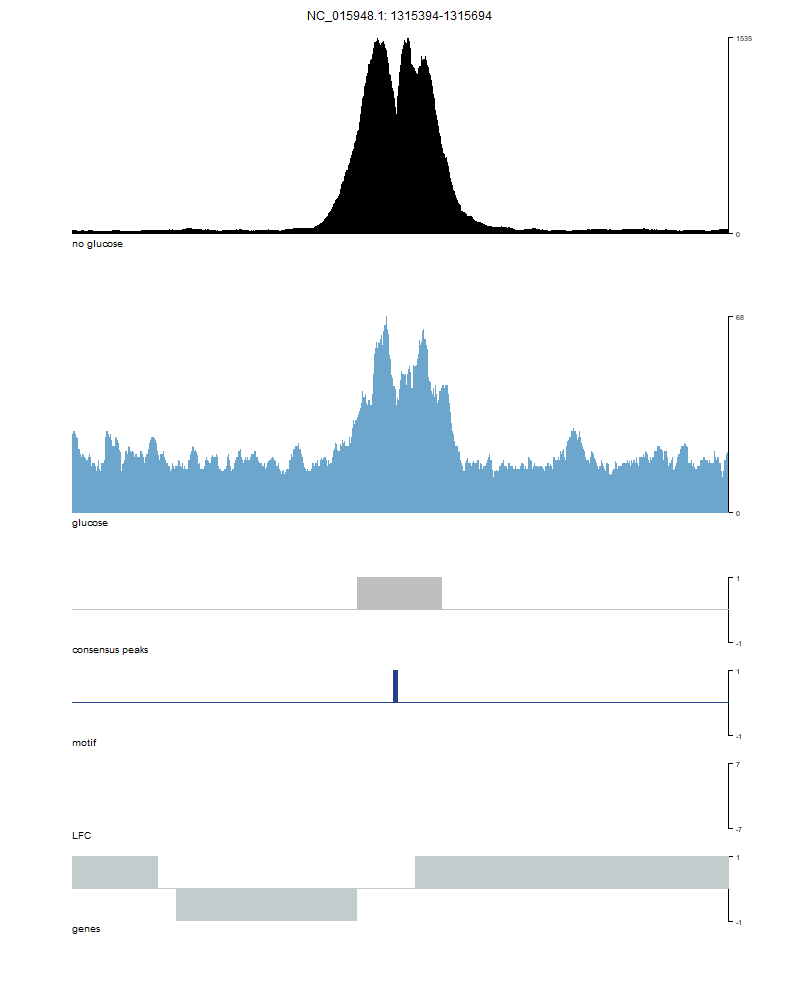 NC_015948.1: 1315394-1315694
1535
0
no glucose
68
0
glucose
1
-1
consensus peaks
1
-1
motif
7
-7
LFC
1
-1
genes